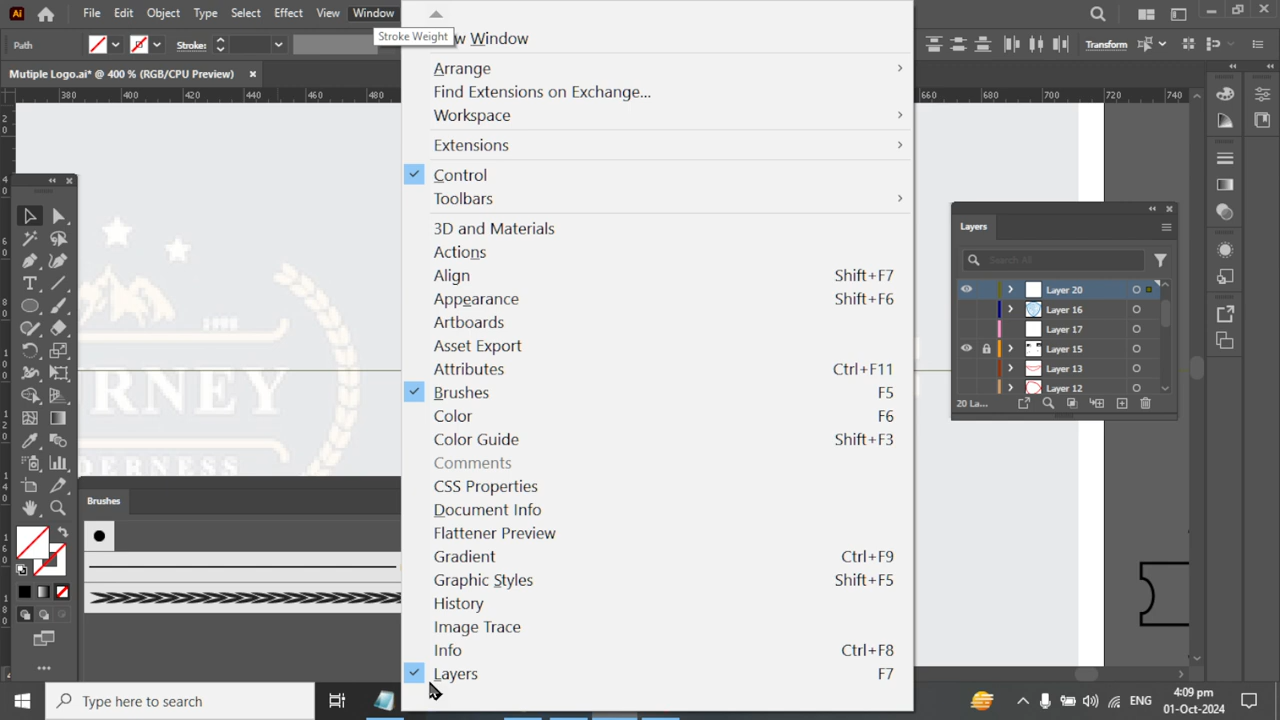 Ai File Edit Object Type Select Effect View Window
Path Stroke: Stroke Weight Transform
Mutiple Logo.ai* @ 400 % (RGB/CPU Preview)
380 400 420 440 460 480 660 680 700 720 740
w Window
Arrange
Find Extensions on Exchange...
Workspace
Extensions
Control
Toolbars
3D and Materials
Actions
Align Shift+F7
Appearance Shift+F6
Artboards
Asset Export
Attributes Ctrl+F11
Brushes F5
Color F6
Color Guide Shift+F3
Comments
CSS Properties
Document Info
Flattener Preview
Gradient Ctrl+F9
Graphic Styles Shift+F5
History
Image Trace
Info Ctrl+F8
Layers F7
RNEY
DERNESS
Brushes
Layers
Search All
Layer 20
Layer 16
Layer 17
Layer 15
Layer 13
Layer 12
20 La...
Type here to search
ENG
4:09 pm
01-Oct-2024